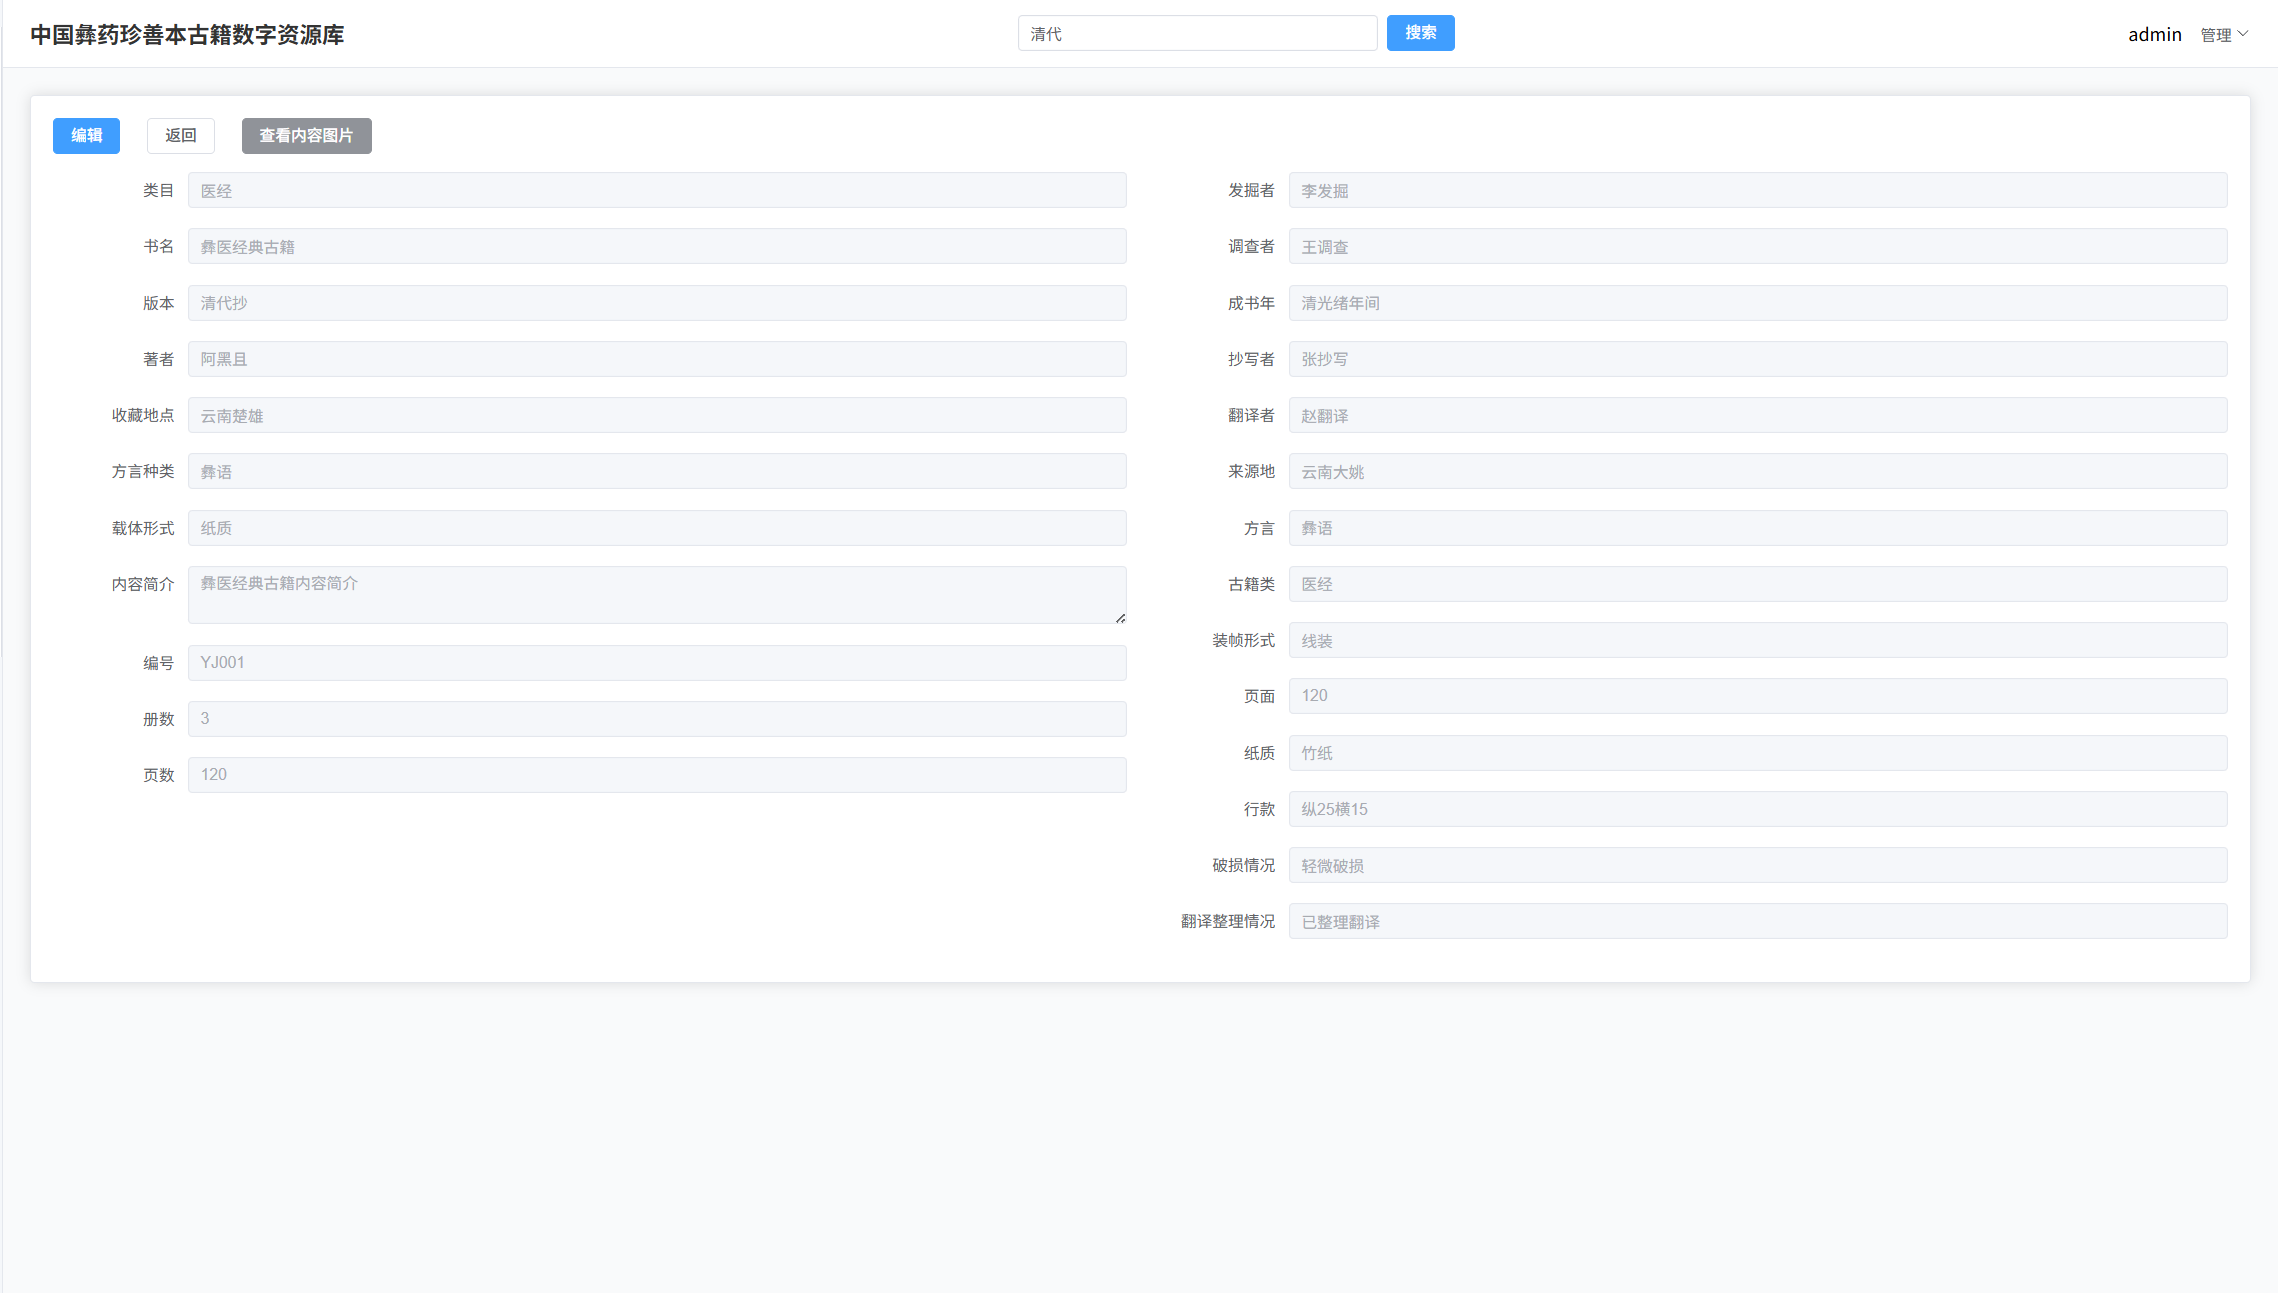 中国彝药珍善本古籍数字资源库
清代
搜索
admin
管理
编辑
返回
查看内容图片
类目
医经
书名
彝医经典古籍
版本
清代抄
著者
阿黑且
收藏地点
云南楚雄
方言种类
彝语
载体形式
纸质
内容简介
彝医经典古籍内容简介
编号
YJ001
册数
3
页数
120
发掘者
李发掘
调查者
王调查
成书年
清光绪年间
抄写者
张抄写
翻译者
赵翻译
来源地
云南大姚
方言
彝语
古籍类
医经
装帧形式
线装
页面
120
纸质
竹纸
行款
纵25横15
破损情况
轻微破损
翻译整理情况
已整理翻译